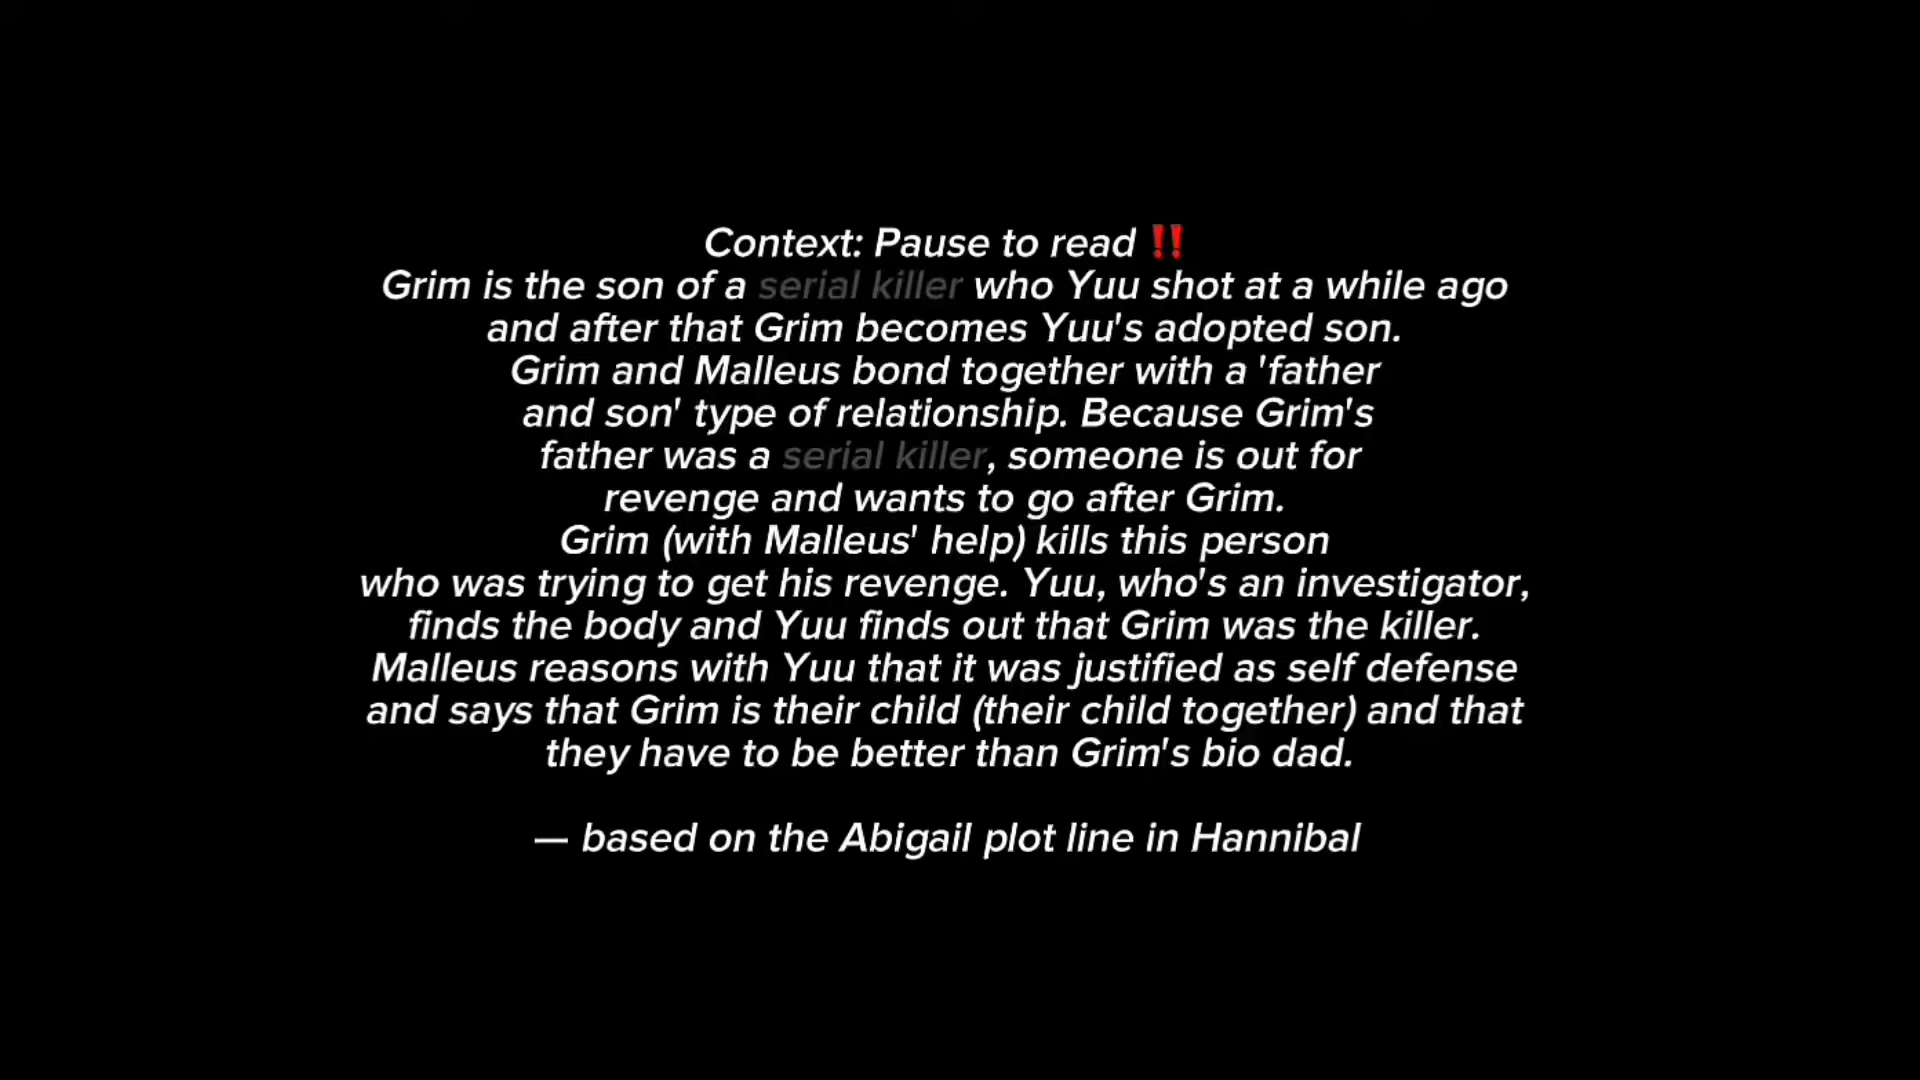 Context: Pause to read ‼️
Grim is the son of a serial killer who Yuu shot at a while ago
and after that Grim becomes Yuu's adopted son.
Grim and Malleus bond together with a 'father
and son' type of relationship. Because Grim's
father was a serial killer, someone is out for
revenge and wants to go after Grim.
Grim (with Malleus' help) kills this person
who was trying to get his revenge. Yuu, who's an investigator,
finds the body and Yuu finds out that Grim was the killer.
Malleus reasons with Yuu that it was justified as self defense
and says that Grim is their child (their child together) and that
they have to be better than Grim's bio dad.
— based on the Abigail plot line in Hannibal